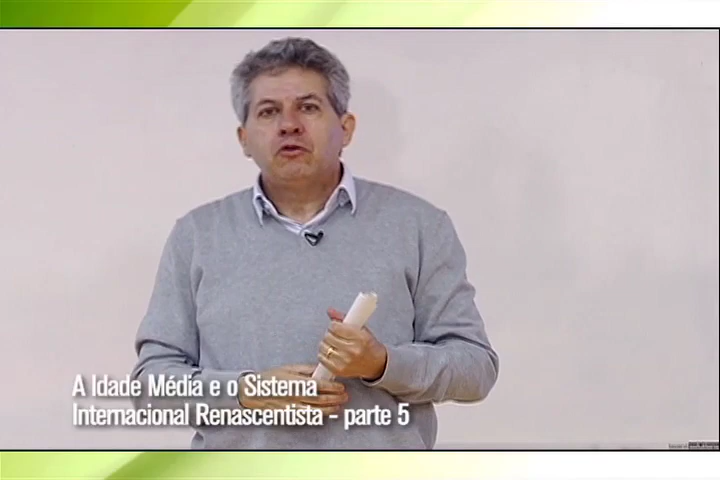 A Idade Média e o Sistema
Internacional Renascentista - parte 5